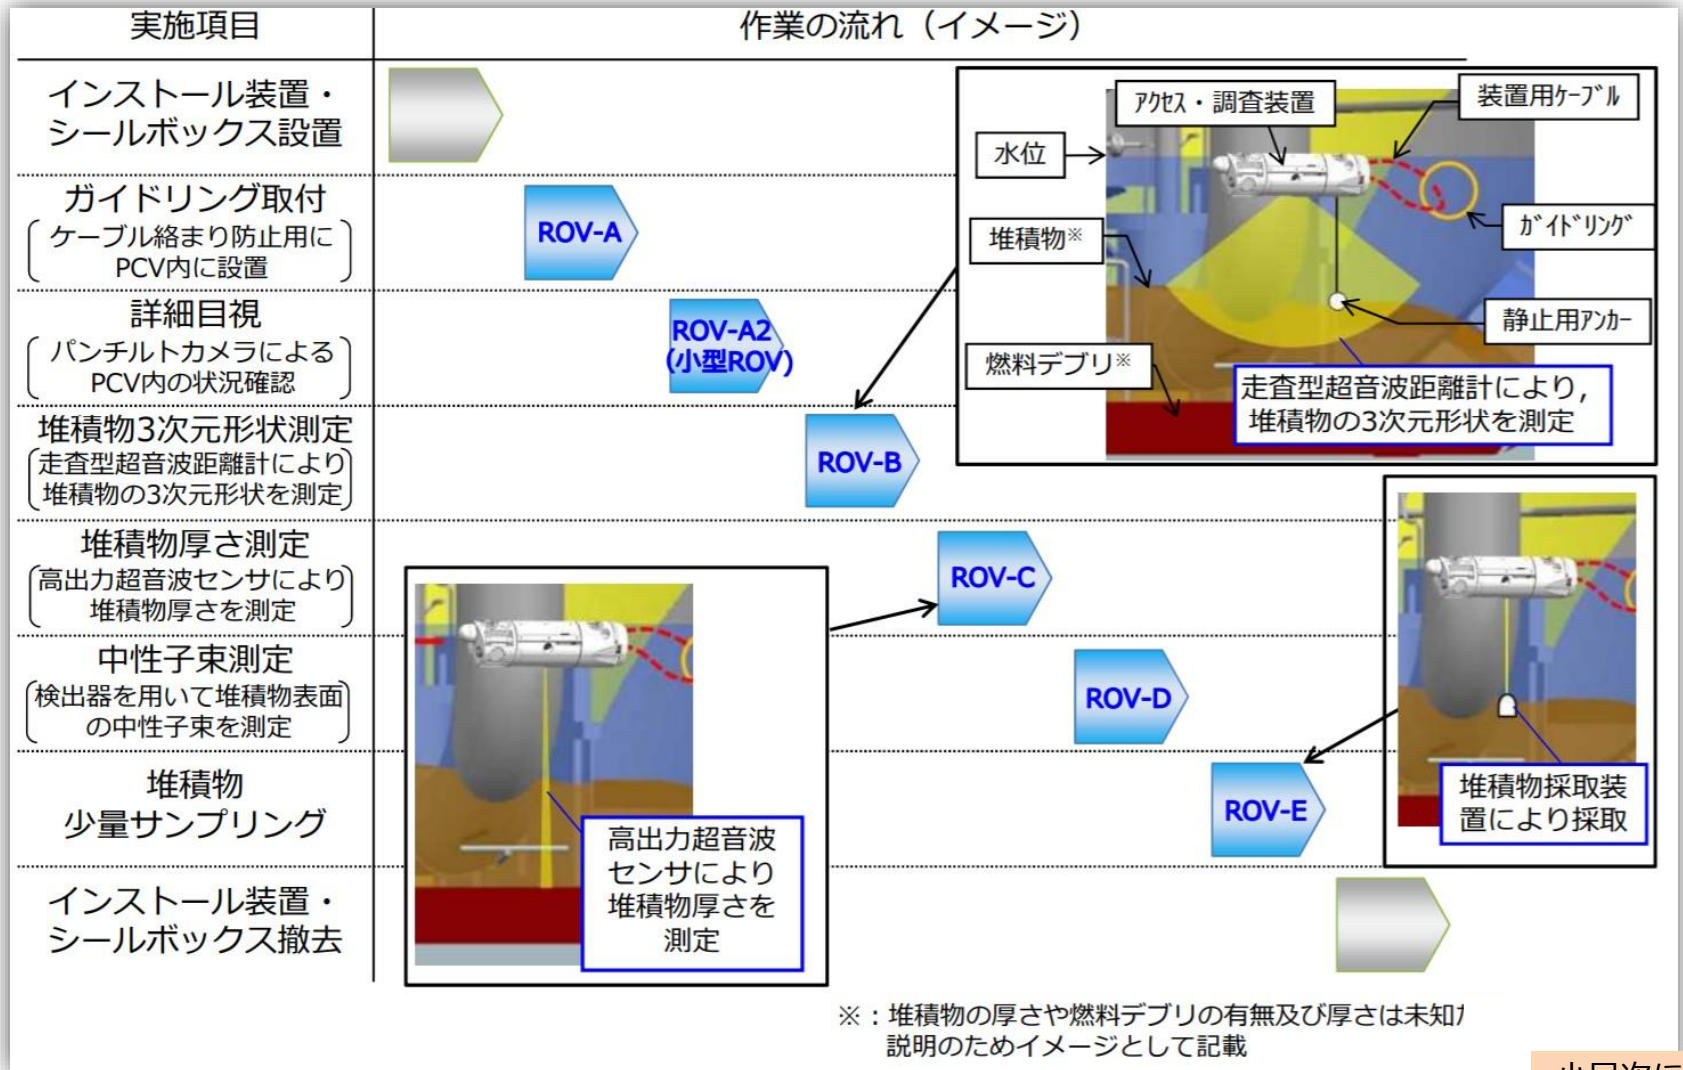 実施項目
作業の流れ（イメージ）
インストール装置・
シールボックス設置
ガイドリング取付
ケーブル絡まり防止用に
PCV内に設置
ROV-A
詳細目視
パンチルトカメラによる
PCV内の状況確認
ROV-A2
(小型ROV)
堆積物3次元形状測定
走査型超音波距離計により
堆積物の3次元形状を測定
ROV-B
アクセス・調査装置
装置用ケーブル
水位
堆積物※
ガイドリング
静止用アンカー
燃料デブリ※
走査型超音波距離計により,
堆積物の3次元形状を測定
堆積物厚さ測定
高出力超音波センサにより
堆積物厚さを測定
ROV-C
高出力超音波
センサにより
堆積物厚さを
測定
中性子束測定
検出器を用いて堆積物表面
の中性子束を測定
ROV-D
堆積物
少量サンプリング
ROV-E
堆積物採取装
置により採取
インストール装置・
シールボックス撤去
※：堆積物の厚さや燃料デブリの有無及び厚さは未知
説明のためイメージとして記載